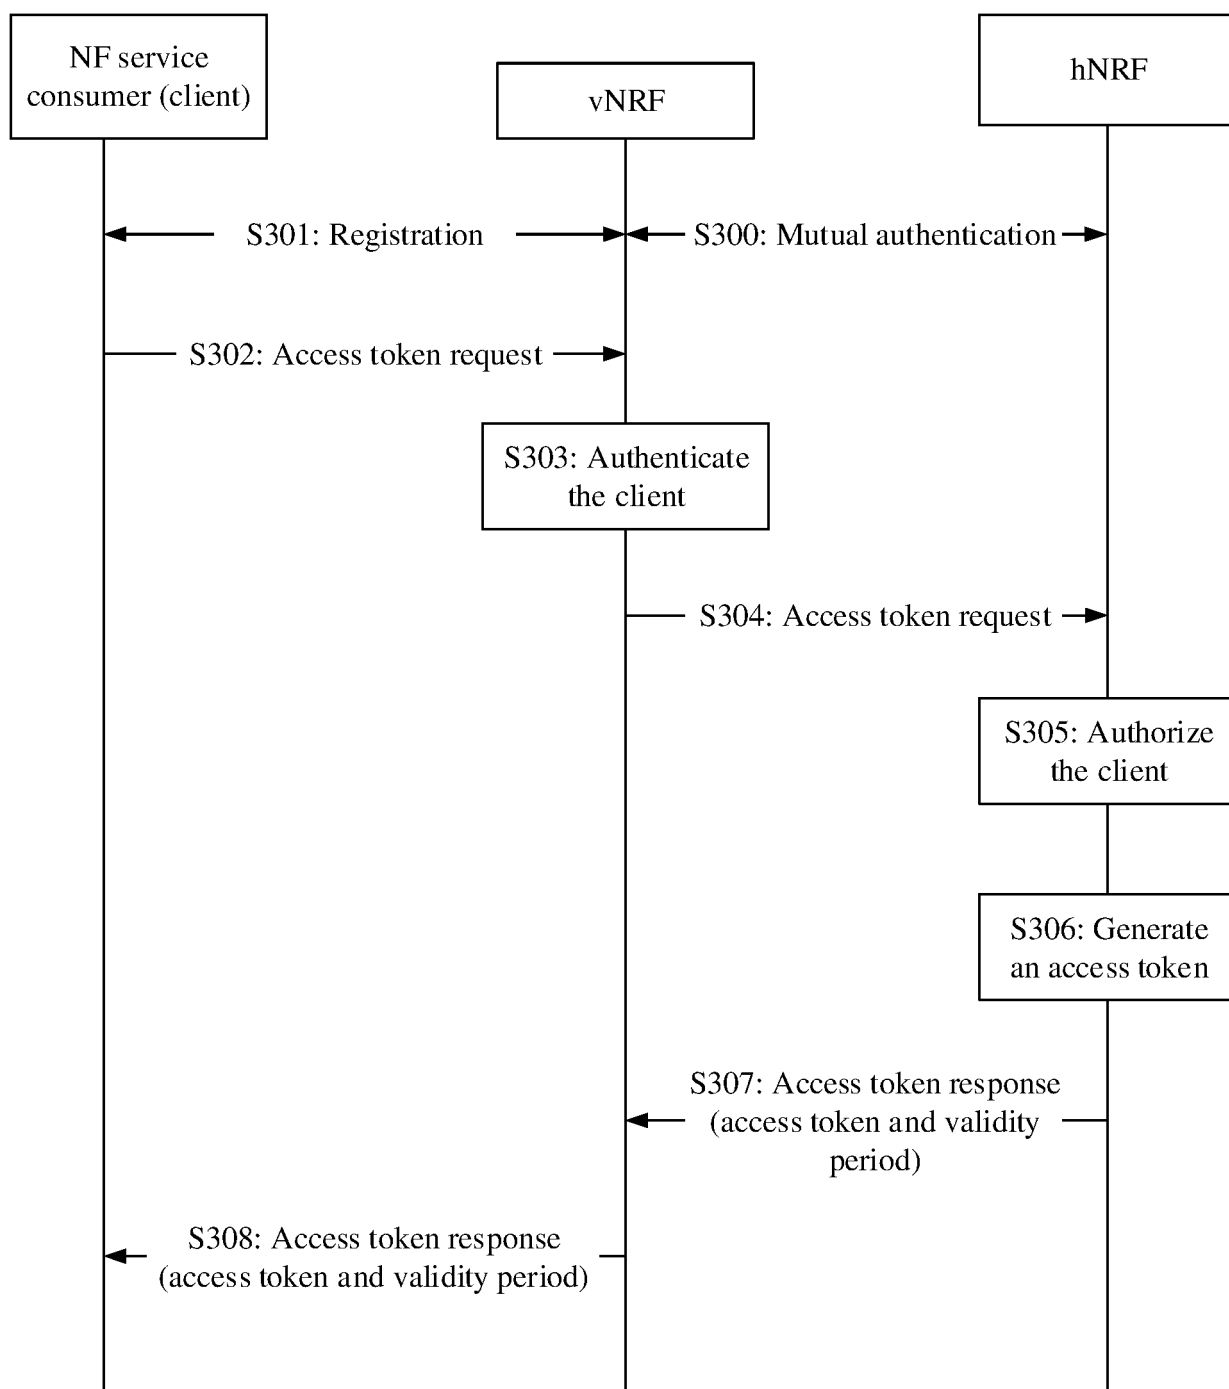 NF service
consumer (client)
vNRF
hNRF
S301: Registration
S300: Mutual authentication
S302: Access token request
S303: Authenticate
the client
S304: Access token request
S305: Authorize
the client
S306: Generate
an access token
S307: Access token response
(access token and validity
period)
S308: Access token response
(access token and validity period)